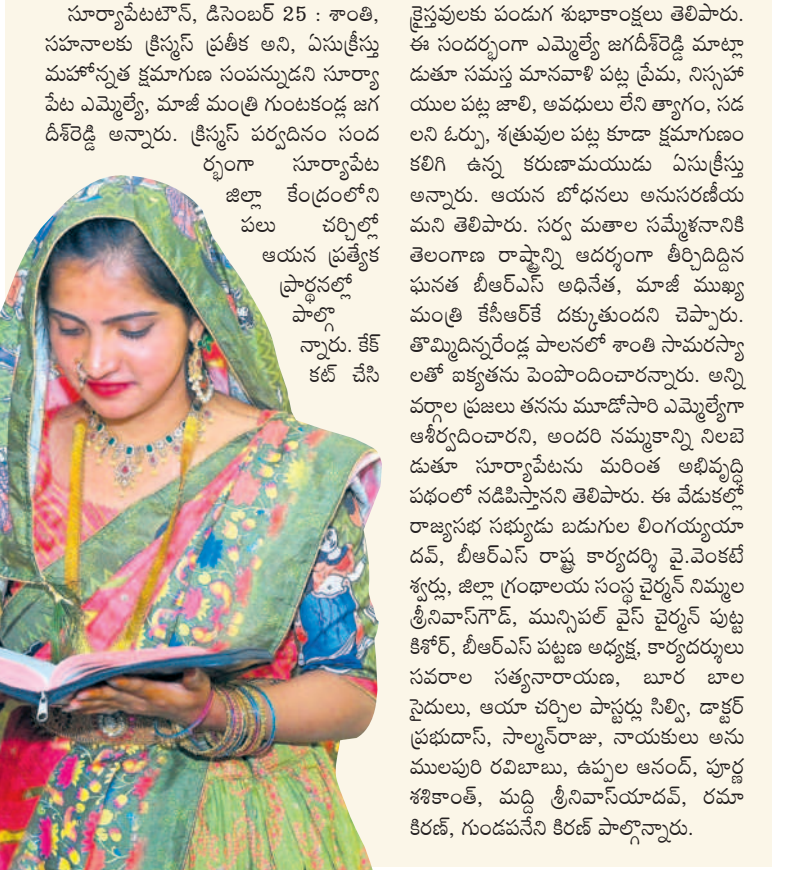 సూర్యాపేటటౌన్, డిసెంబర్ 25 : శాంతి,
సహనాలకు క్రిస్మస్ ప్రతీక అని, ఏసుక్రీస్తు
మహోన్నత క్షమాగుణ సంపన్నుడని సూర్యా
పేట ఎమ్మెల్యే, మాజీ మంత్రి గుంటకండ్ల జగ
దీశ్‌రెడ్డి అన్నారు. క్రిస్మస్ పర్వదినం సంద
ర్భంగా సూర్యాపేట
జిల్లా కేంద్రంలోని
పలు చర్చిల్లో
ఆయన ప్రత్యేక
ప్రార్థనల్లో
పాల్గొ
న్నారు. కేక్
కట్ చేసి
క్రైస్తవులకు పండుగ శుభాకాంక్షలు తెలిపారు.
ఈ సందర్భంగా ఎమ్మెల్యే జగదీశ్‌రెడ్డి మాట్లా
డుతూ సమస్త మానవాళి పట్ల ప్రేమ, నిస్సహా
యుల పట్ల జాలి, అవధులు లేని త్యాగం, సడ
లని ఓర్పు, శత్రువుల పట్ల కూడా క్షమాగుణం
కలిగి ఉన్న కరుణామయుడు ఏసుక్రీస్తు
అన్నారు. ఆయన బోధనలు అనుసరణీయ
మని తెలిపారు. సర్వ మతాల సమ్మేళనానికి
తెలంగాణ రాష్ట్రాన్ని ఆదర్శంగా తీర్చిదిద్దిన
ఘనత బీఆర్ఎస్ అధినేత, మాజీ ముఖ్య
మంత్రి కేసీఆర్‌కే దక్కుతుందని చెప్పారు.
తొమ్మిదిన్నరేండ్ల పాలనలో శాంతి సామరస్యా
లతో ఐక్యతను పెంపొందించారన్నారు. అన్ని
వర్గాల ప్రజలు తనను మూడోసారి ఎమ్మెల్యేగా
ఆశీర్వదించారని, అందరి నమ్మకాన్ని నిలబె
డుతూ సూర్యాపేటను మరింత అభివృద్ధి
పథంలో నడిపిస్తానని తెలిపారు. ఈ వేడుకల్లో
రాజ్యసభ సభ్యుడు బడుగుల లింగయ్యయా
దవ్, బీఆర్ఎస్ రాష్ట్ర కార్యదర్శి వై.వెంకటే
శ్వర్లు, జిల్లా గ్రంథాలయ సంస్థ చైర్మన్ నిమ్మల
శ్రీనివాస్‌గౌడ్, మున్సిపల్ వైస్ చైర్మన్ పుట్ట
కిశోర్, బీఆర్ఎస్ పట్టణ అధ్యక్ష, కార్యదర్శులు
సవరాల సత్యనారాయణ, బూర బాల
సైదులు, ఆయా చర్చిల పాస్టర్లు సిల్వి, డాక్టర్
ప్రభుదాస్, సాల్మన్‌రాజు, నాయకులు అను
ములపురి రవిబాబు, ఉప్పల ఆనంద్, పూర్ణ
శశికాంత్, మద్ది శ్రీనివాస్‌యాదవ్, రమా
కిరణ్, గుండపనేని కిరణ్ పాల్గొన్నారు.